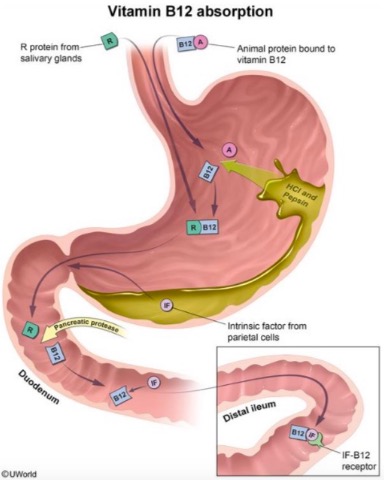 Vitamin B12 absorption
R protein from
salivary glands
R
B12 A
Animal protein bound to
vitamin B12
A
B12
HCl and
Pepsin
R B12
IF
Intrinsic factor from
parietal cells
R
Pancreatic protease
B12
Duodenum
B12
IF
Distal ileum
B12 IF
IF-B12
receptor
©UWorld